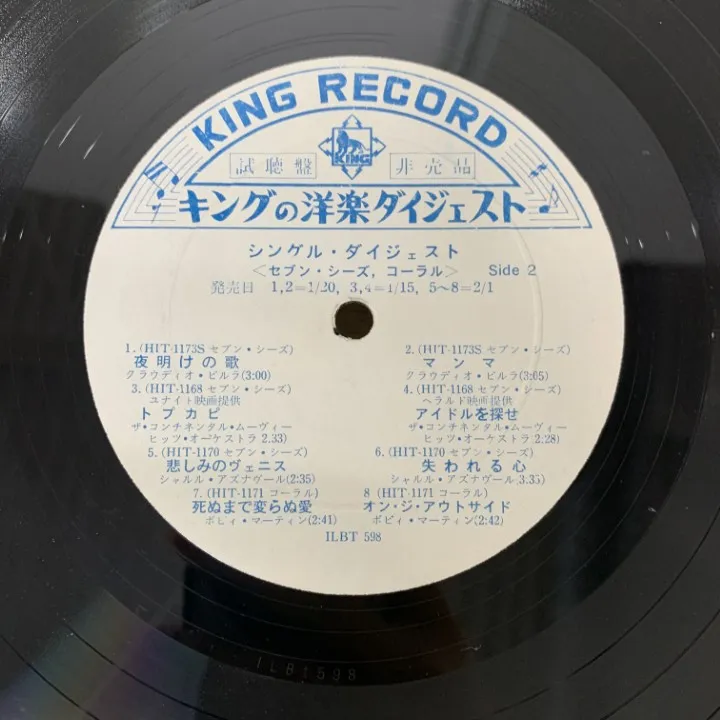 KING RECORD
試聴盤 KING 非売品
キングの洋楽ダイジェスト
シングル・ダイジェスト
<セブン・シーズ, コーラル> Side 2
発売日 1,2=1/20, 3,4=1/15, 5~8=2/1
1.(HIT-1173S セブン・シーズ)
夜明けの歌
クラウディオ・ビルラ(3:00)
2.(HIT-1173S セブン・シーズ)
マンマ
クラウディオ・ビルラ(3:05)
3.(HIT-1168 セブン・シーズ)
ユナイト映画提供
トプカピ
ザ・コンチネンタル・ムーヴィー
ヒッツ・オーケストラ 2.33)
4.(HIT-1168 セブン・シーズ)
ヘラルド映画提供
アイドルを探せ
ザ・コンチネンタル・ムーヴィー
ヒッツ・オーケストラ 2:28)
5.(HIT-1170 セブン・シーズ)
悲しみのヴェニス
シャルル・アズナヴール(2:35)
6.(HIT-1170 セブン・シーズ)
失われる心
シャルル・アズナヴール(3:35)
7.(HIT-1171 コーラル)
死ぬまで変らぬ愛
ボビィ・マーティン(2:41)
8 (HIT-1171 コーラル)
オン・ジ・アウトサイド
ボビィ・マーティン(2:42)
ILBT 598
ILBT598